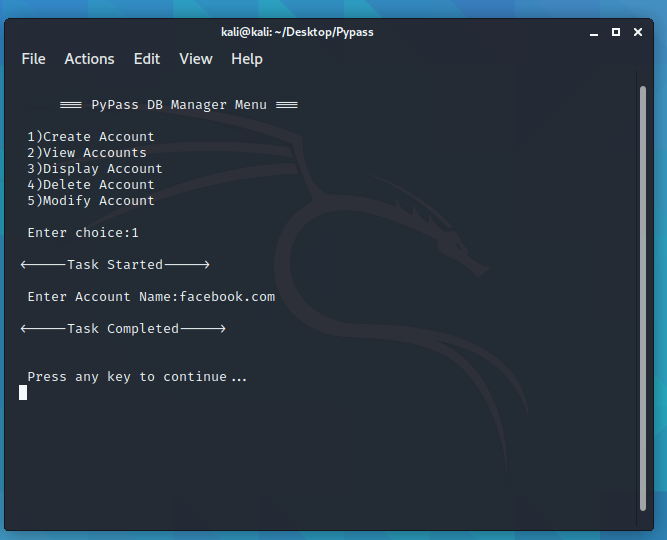 kali@kali: ~/Desktop/Pypass
File Actions Edit View Help
=== PyPass DB Manager Menu ===
1)Create Account
2)View Accounts
3)Display Account
4)Delete Account
5)Modify Account
Enter choice:1
<-----Task Started----->
Enter Account Name:facebook.com
<-----Task Completed----->
Press any key to continue...